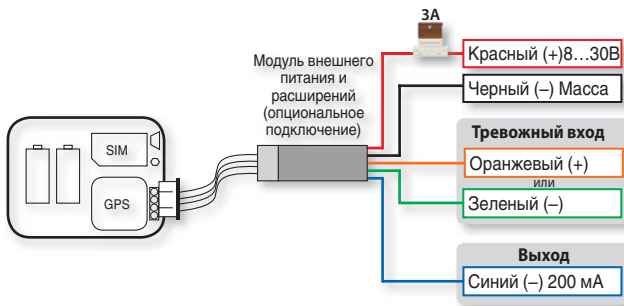 3А
Красный (+)8...30В
Модуль внешнего
питания и
расширений
(опциональное
подключение)
Черный (–) Масса
Тревожный вход
Оранжевый (+)
или
Зеленый (–)
SIM
GPS
Выход
Синий (–) 200 мА